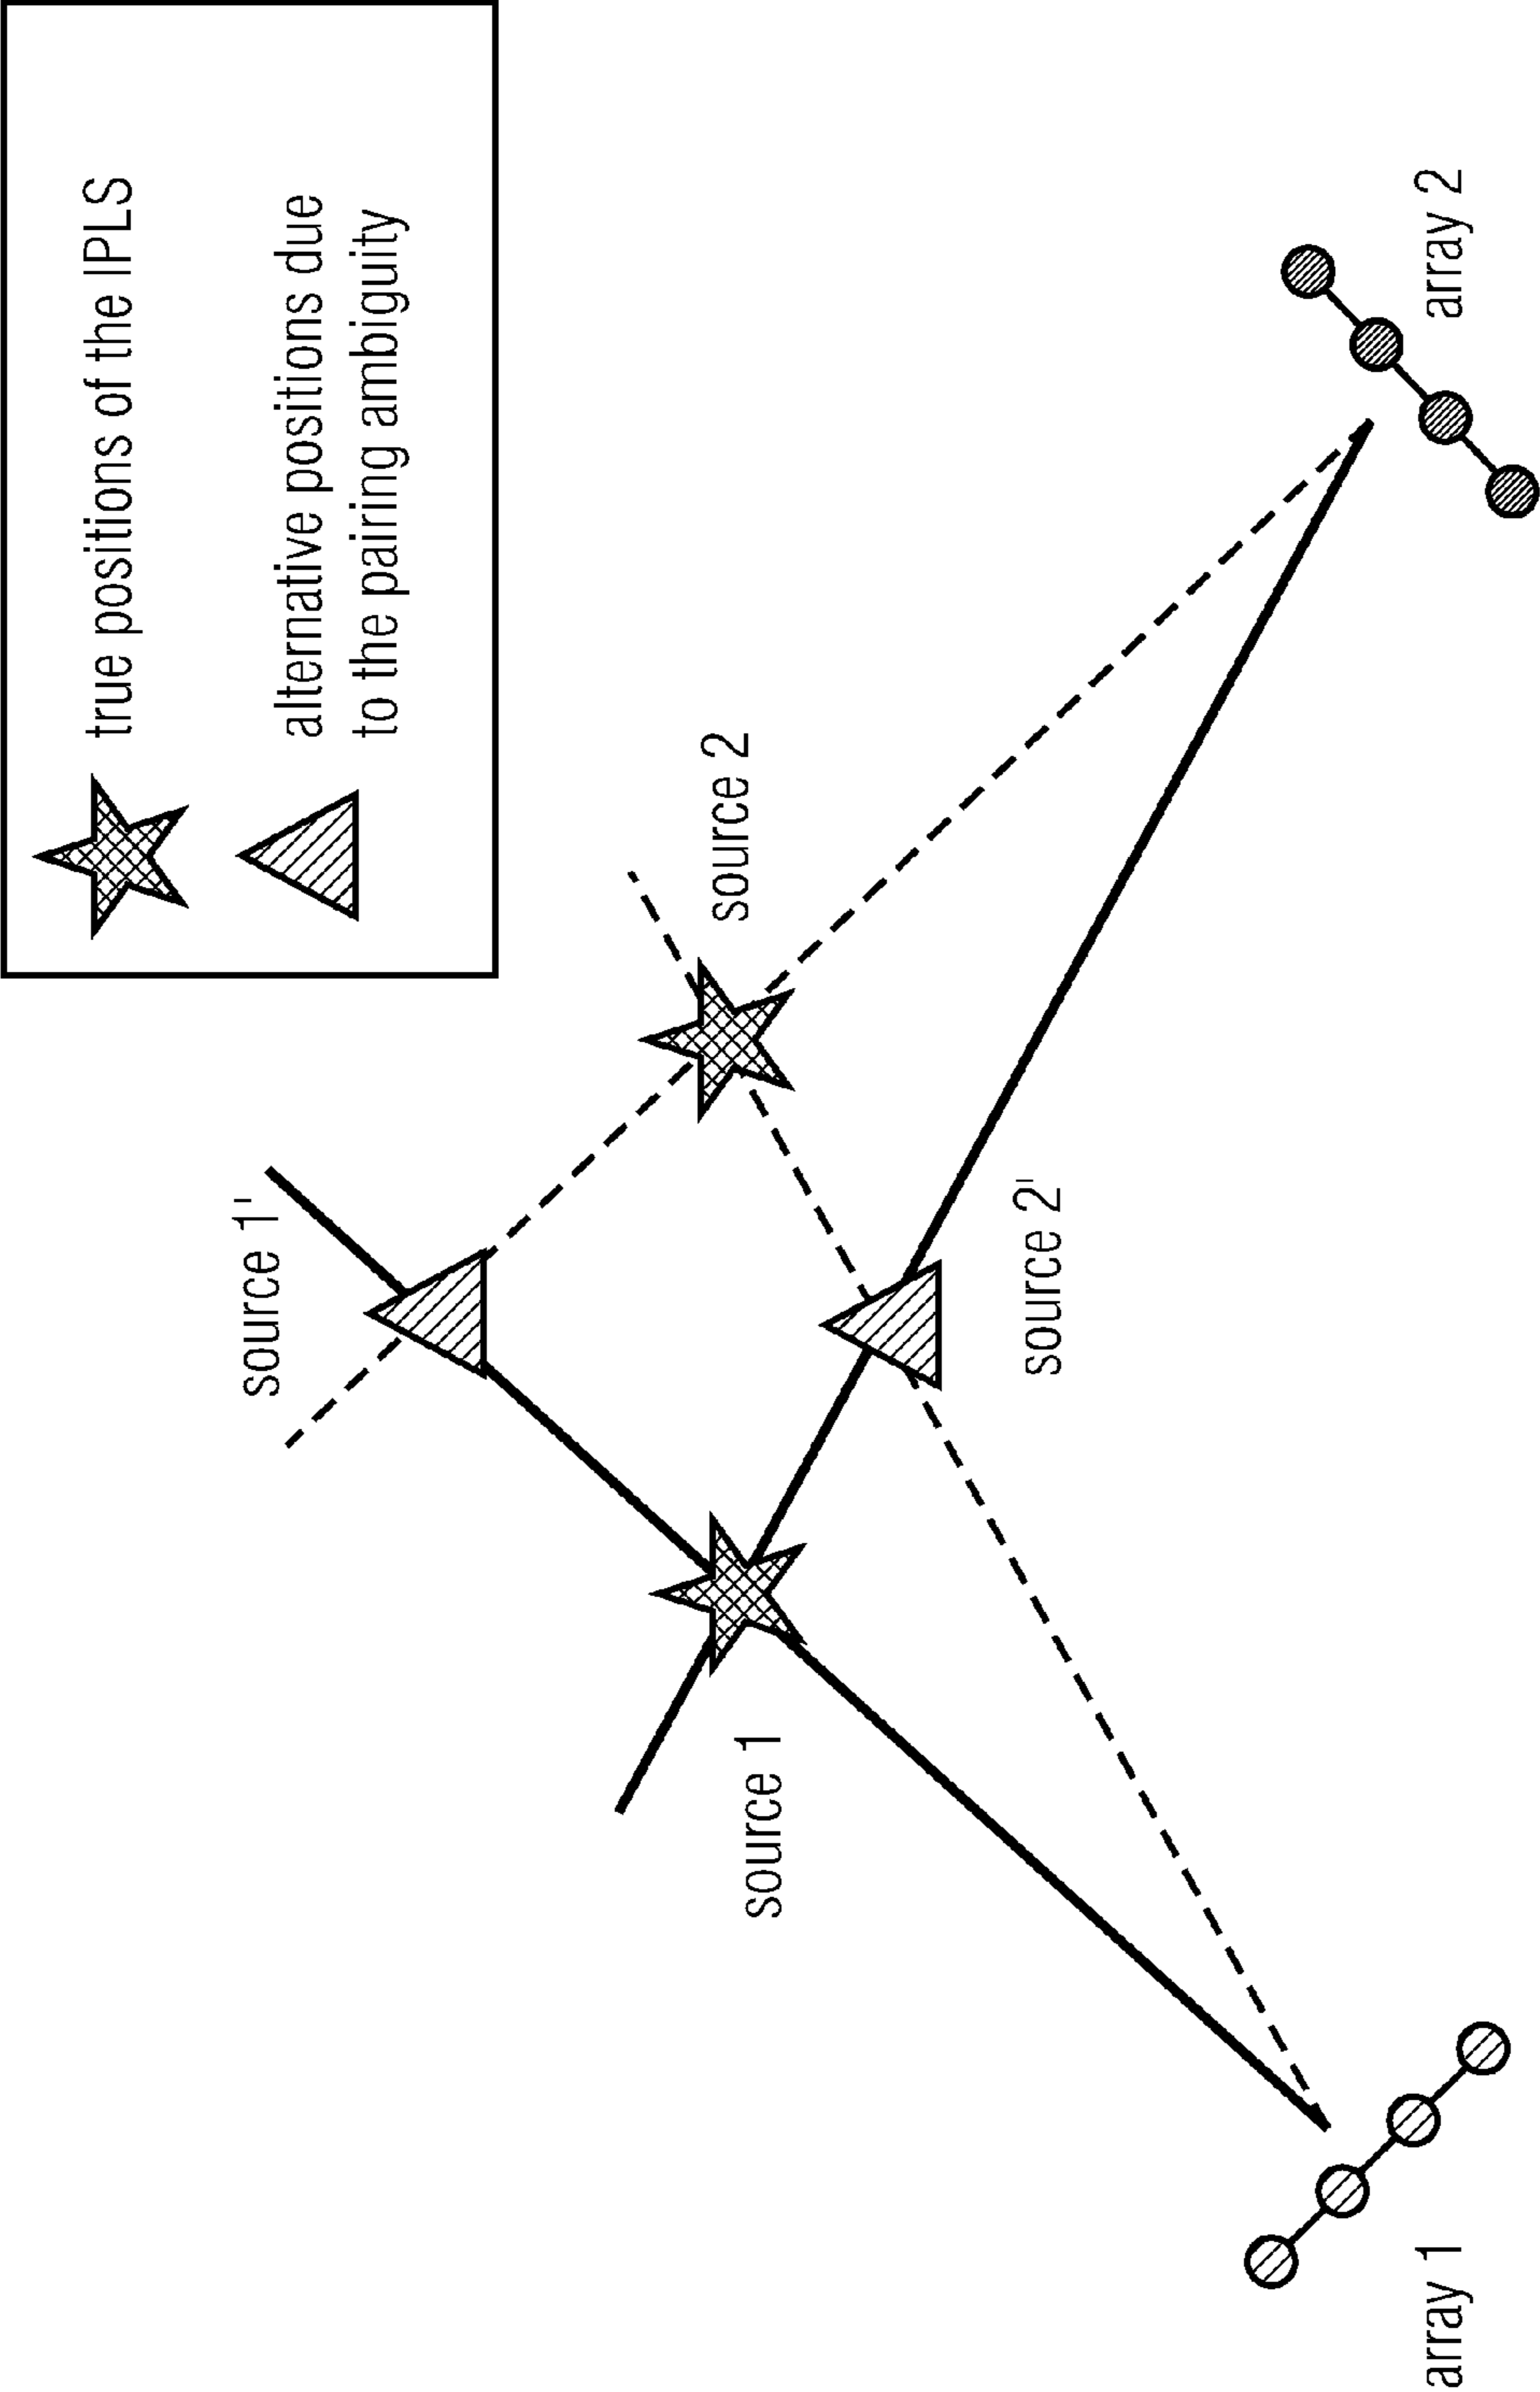 true positions of the IPLS
alternative positions due
to the pairing ambiguity
source 1'
source 2
source 1
source 2'
array 1
array 2